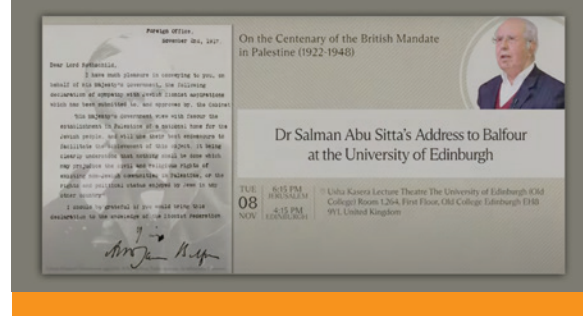 Foreign Office,
November 2nd, 1917.
Dear Lord Rothschild,
I have much pleasure in conveying to you, on
behalf of His Majesty's Government, the following
declaration of sympathy with Jewish Zionist aspirations
which has been submitted to, and approved by, the Cabinet
His Majesty's Government view with favour the
establishment in Palestine of a national home for the
Jewish people, and will use their best endeavours to
facilitate the achievement of this object, it being
clearly understood that nothing shall be done which
may prejudice the civil and religious rights of
existing non-Jewish communities in Palestine, or the
rights and political status enjoyed by Jews in any
other country
I should be grateful if you would bring this
declaration to the knowledge of the Zionist Federation
On the Centenary of the British Mandate
in Palestine (1922-1948)
Dr Salman Abu Sitta's Address to Balfour
at the University of Edinburgh
TUE
08
NOV
6:15 PM
JERUSALEM
4:15 PM
EDINBURGH
Usha Kasera Lecture Theatre The University of Edinburgh (Old
College) Room 1.264, First Floor, Old College Edinburgh EH8
9YL United Kingdom